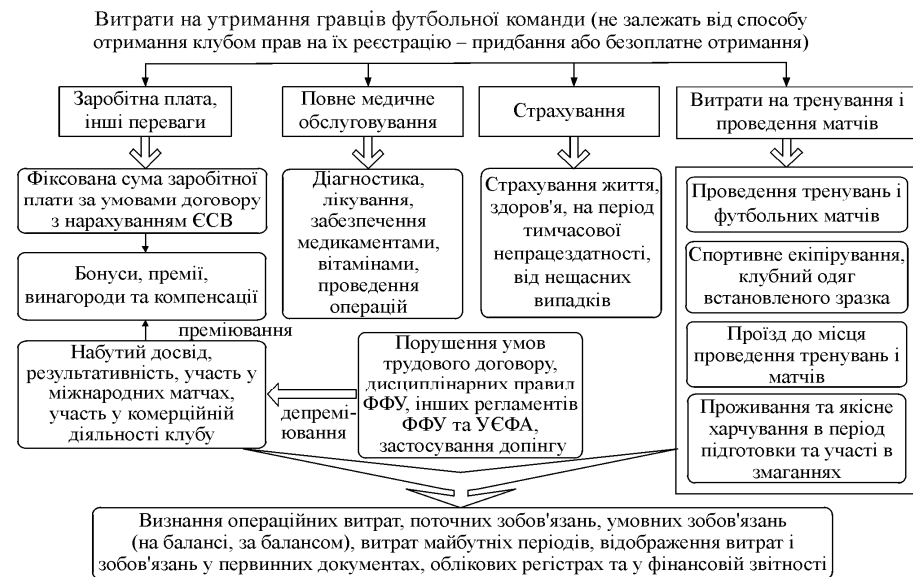 Витрати на утримання гравців футбольної команди (не залежать від способу
отримання клубом прав на їх реєстрацію – придбання або безоплатне отримання)
Заробітна плата,
інші переваги
Повне медичне
обслуговування
Страхування
Витрати на тренування і
проведення матчів
Фіксована сума заробітної
плати за умовами договору
з нарахуванням ЄСВ
Бонуси, премії,
винагороди та компенсації
преміювання
Набутий досвід,
результативність, участь у
міжнародних матчах,
участь у комерційній
діяльності клубу
Діагностика,
лікування,
забезпечення
медикаментами,
вітамінами,
проведення
операцій
Страхування життя,
здоров'я, на період
тимчасової
непрацездатності,
від нещасних
випадків
Порушення умов
трудового договору,
дисциплінарних правил
ФФУ, інших регламентів
ФФУ та УЄФА,
застосування допінгу
депремі-
ювання
Проведення тренувань і
футбольних матчів
Спортивне екіпірування,
клубний одяг
встановленого зразка
Проїзд до місця
проведення тренувань і
матчів
Проживання та якісне
харчування в період
підготовки та участі в
змаганнях
Визнання операційних витрат, поточних зобов'язань, умовних зобов'язань
(на балансі, за балансом), витрат майбутніх періодів, відображення витрат і
зобов'язань у первинних документах, облікових регістрах та у фінансовій звітності